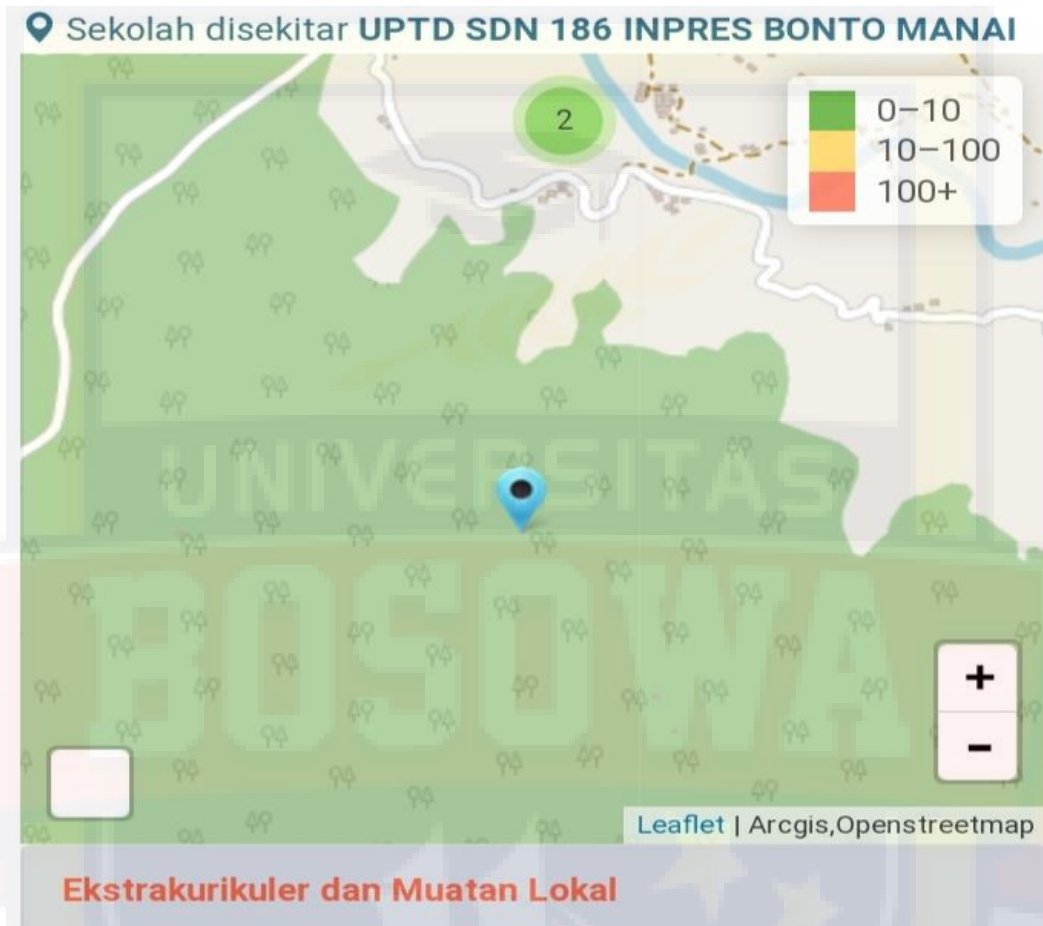 Sekolah disekitar UPTD SDN 186 INPRES BONTO MANAI
2
0–10
10–100
100+
UNIVERSITAS
BOSOWA
+
−
Leaflet | Arcgis,Openstreetmap
Ekstrakurikuler dan Muatan Lokal